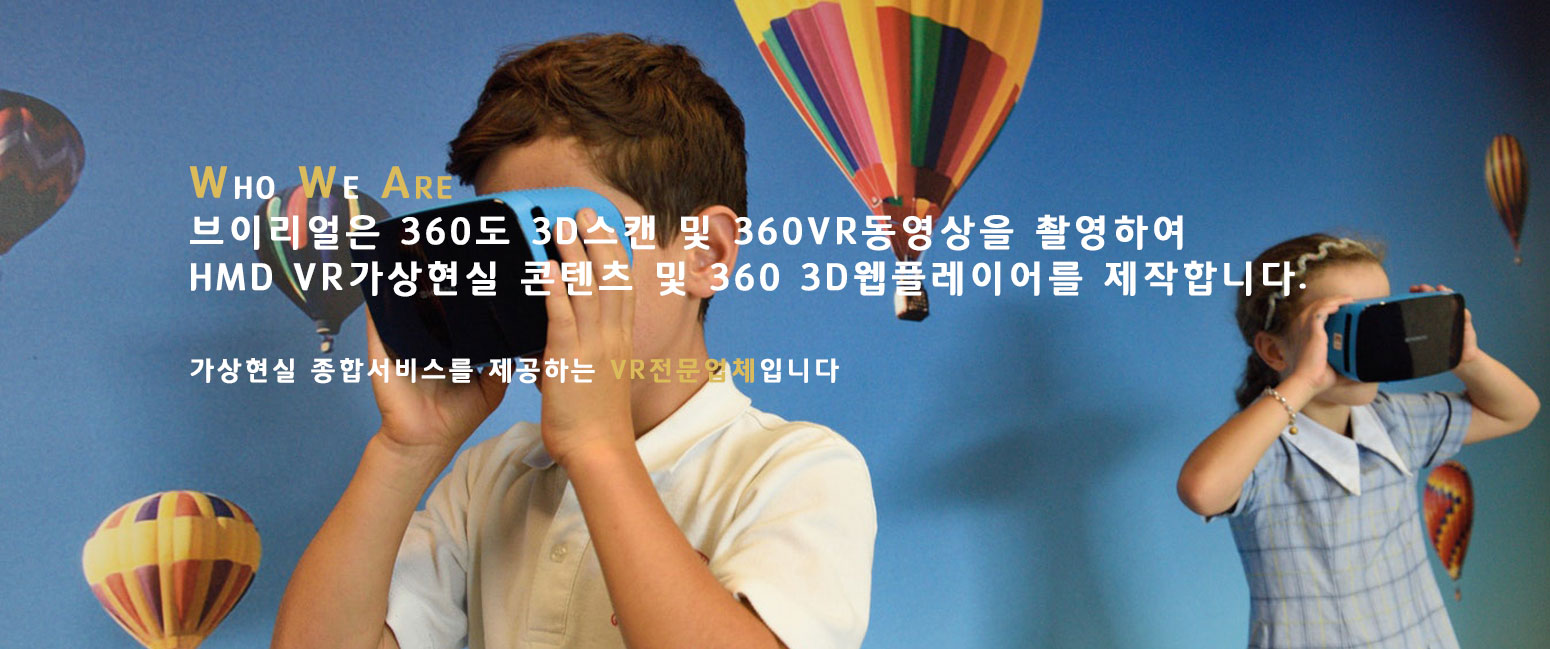 WHO WE ARE
브이리얼은 360도 3D스캔 및 360VR동영상을 촬영하여
HMD VR가상현실 콘텐츠 및 360 3D웹플레이어를 제작합니다.
가상현실 종합서비스를 제공하는 VR전문업체입니다